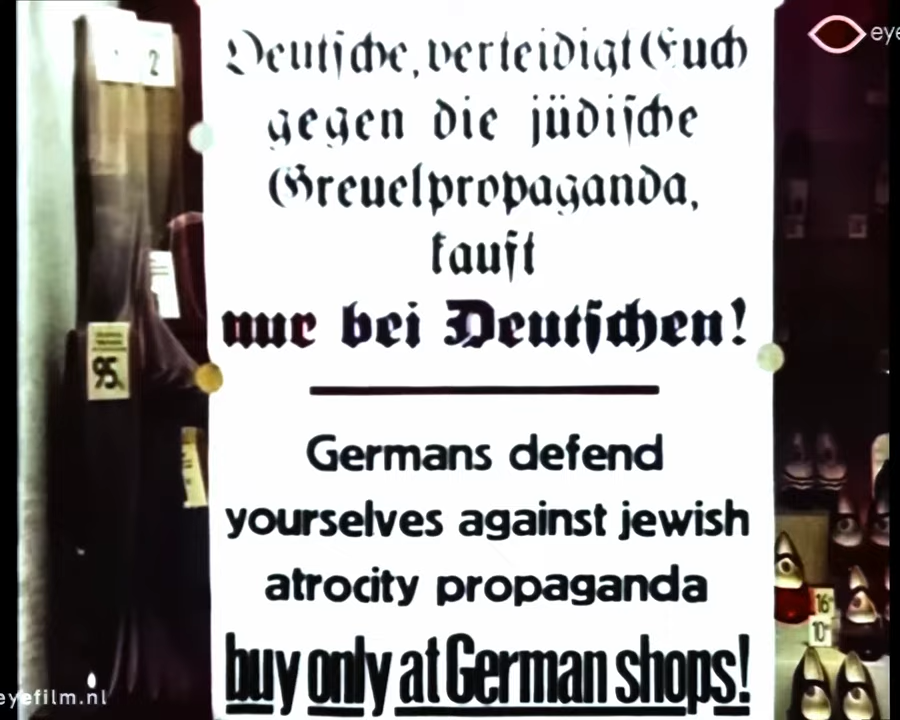 eye
2
Deutsche, verteidigt Euch
gegen die jüdische
Greuelpropaganda,
kauft
nur bei Deutschen!
95
Germans defend
yourselves against jewish
atrocity propaganda
buy only at German shops!
16
10
eyefilm.nl